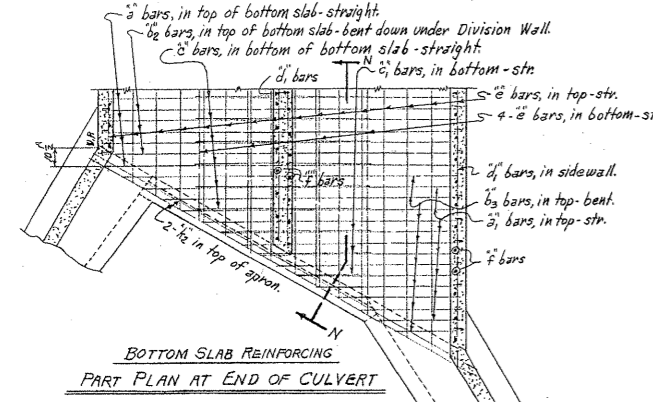 "a" bars, in top of bottom slab-straight.
"b2" bars, in top of bottom slab-bent down under Division Wall.
"c" bars, in bottom of bottom slab-straight.
"d1" bars
N
"c1" bars, in bottom-str.
"e" bars, in top-str.
4-"e" bars, in bottom-st
"d1" bars, in sidewall.
"f" bars
"b3" bars, in top-bent.
"a1" bars, in top-str.
"f" bars
2-"h2" in top of apron.
N
BOTTOM SLAB REINFORCING
PART PLAN AT END OF CULVERT